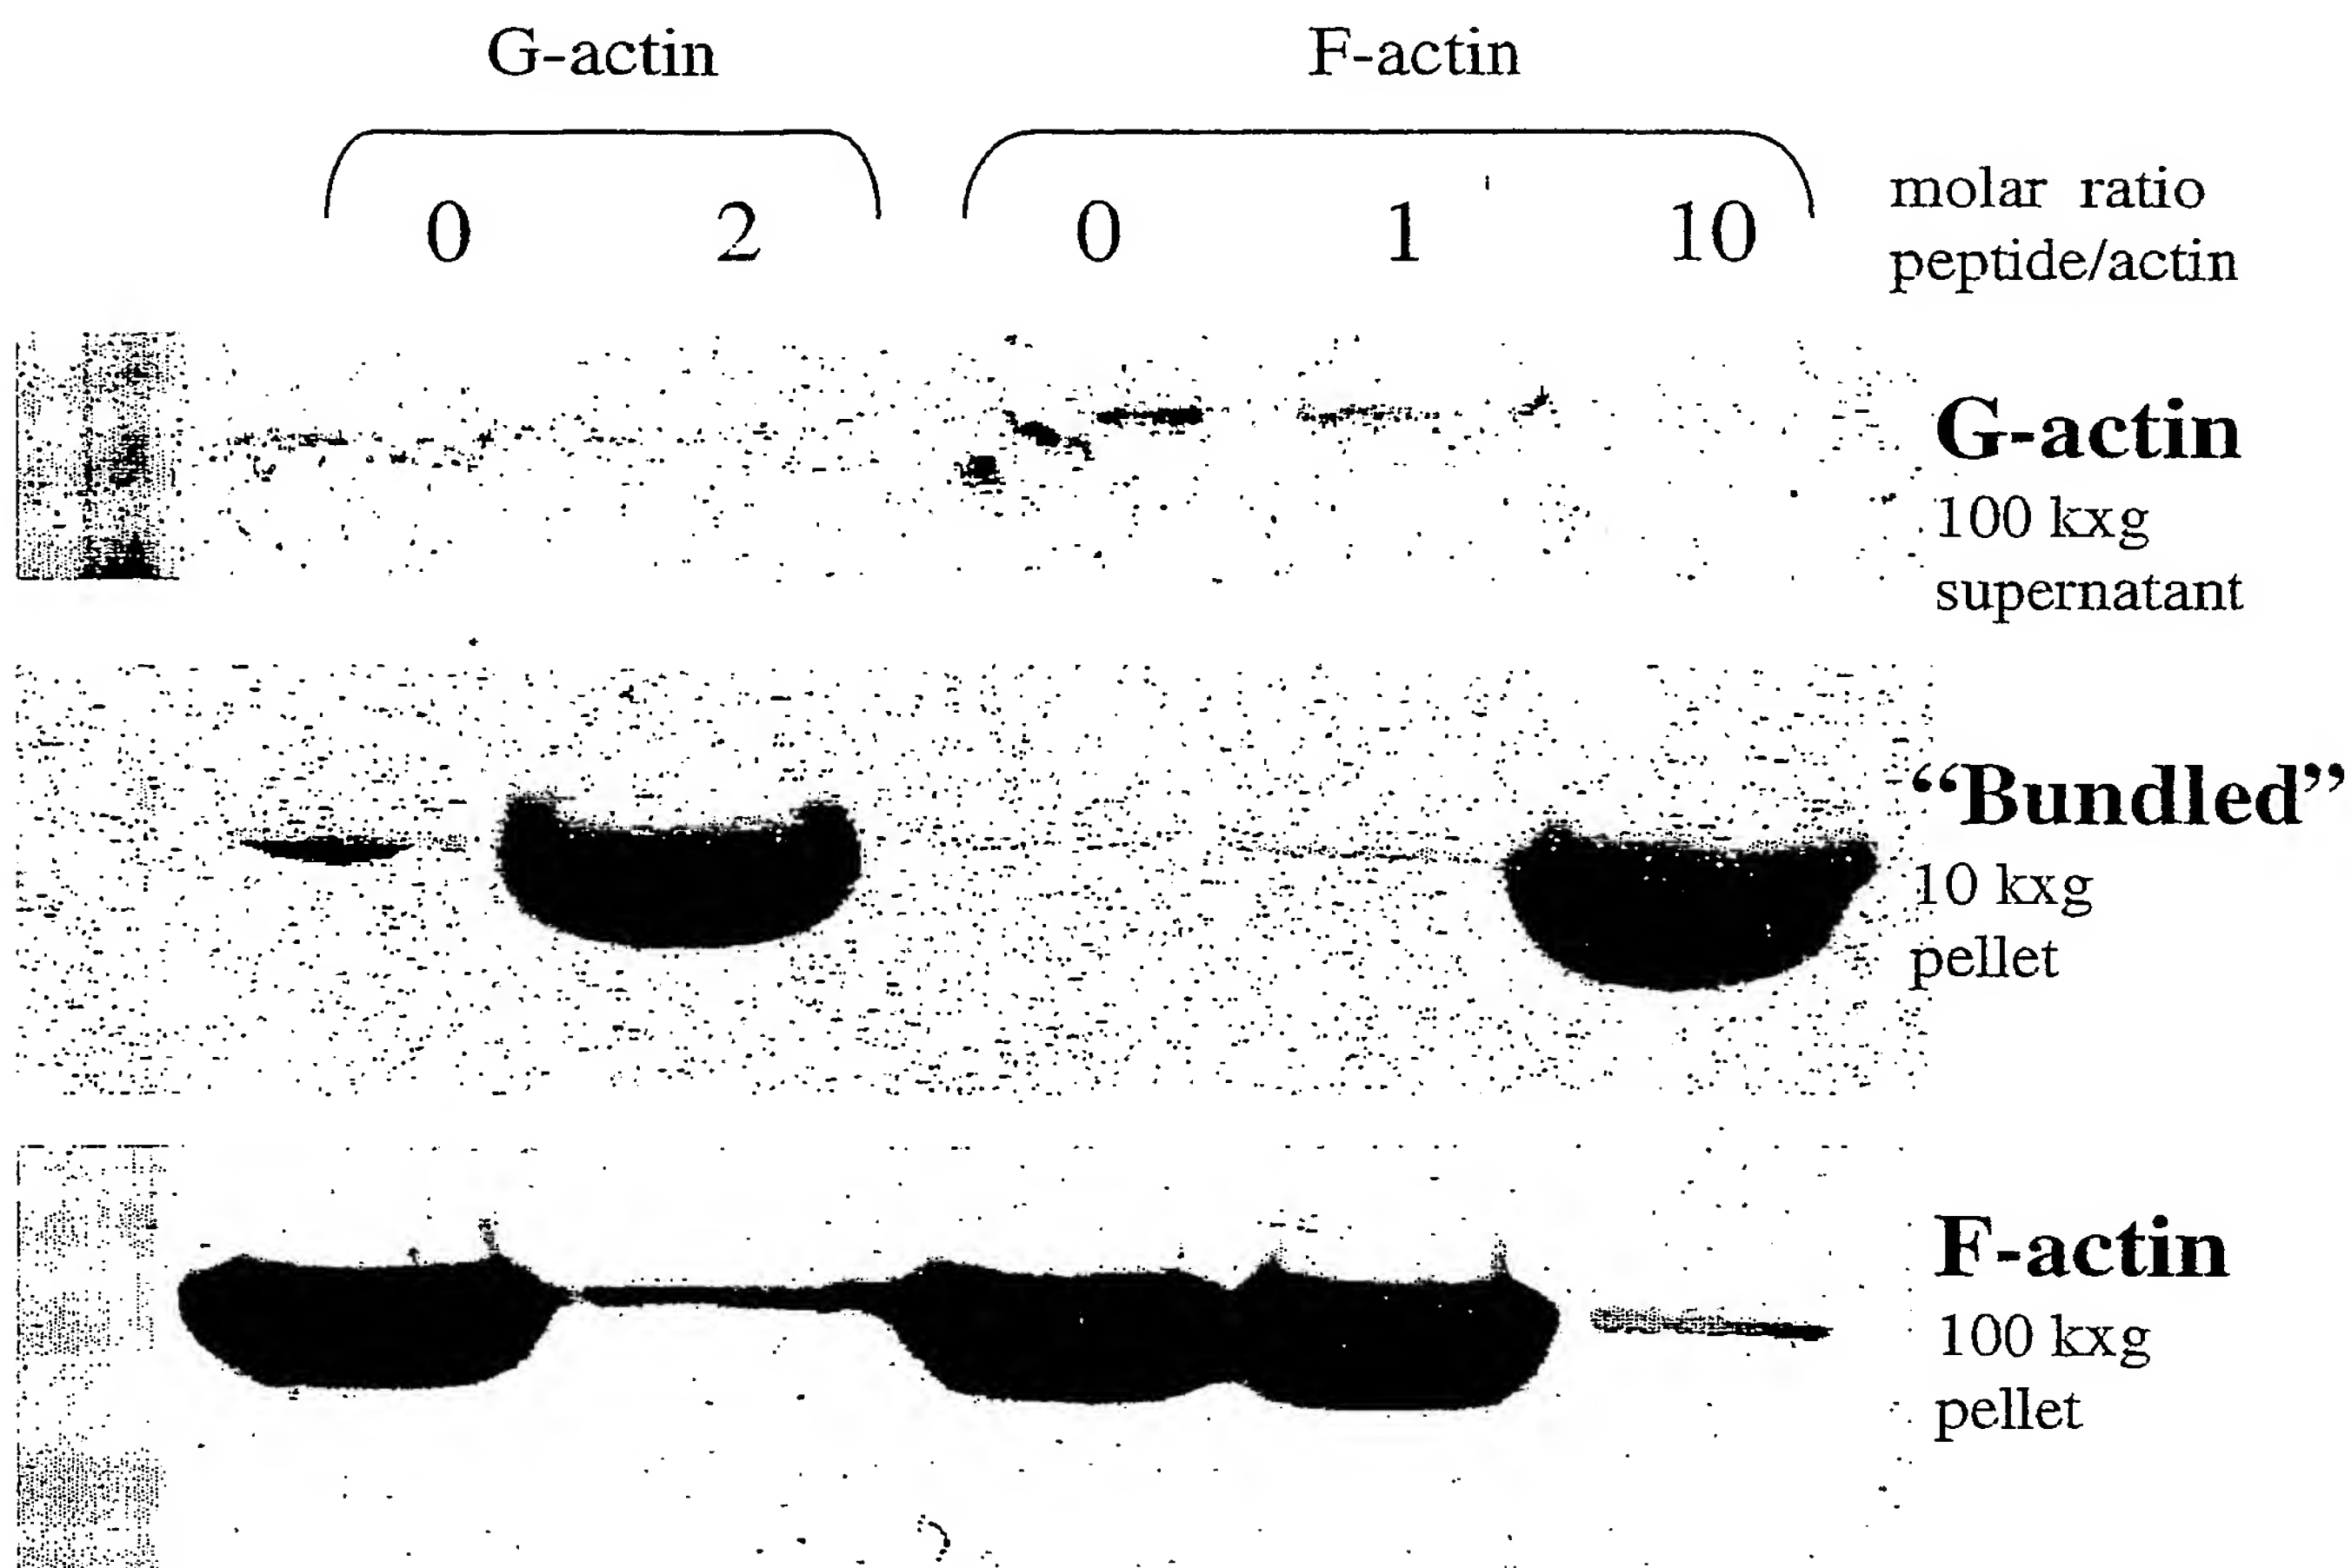 G-actin F-actin
0 2 0 1 10
molar ratio
peptide/actin
G-actin
100 kxg
supernatant
“Bundled”
10 kxg
pellet
F-actin
100 kxg
pellet